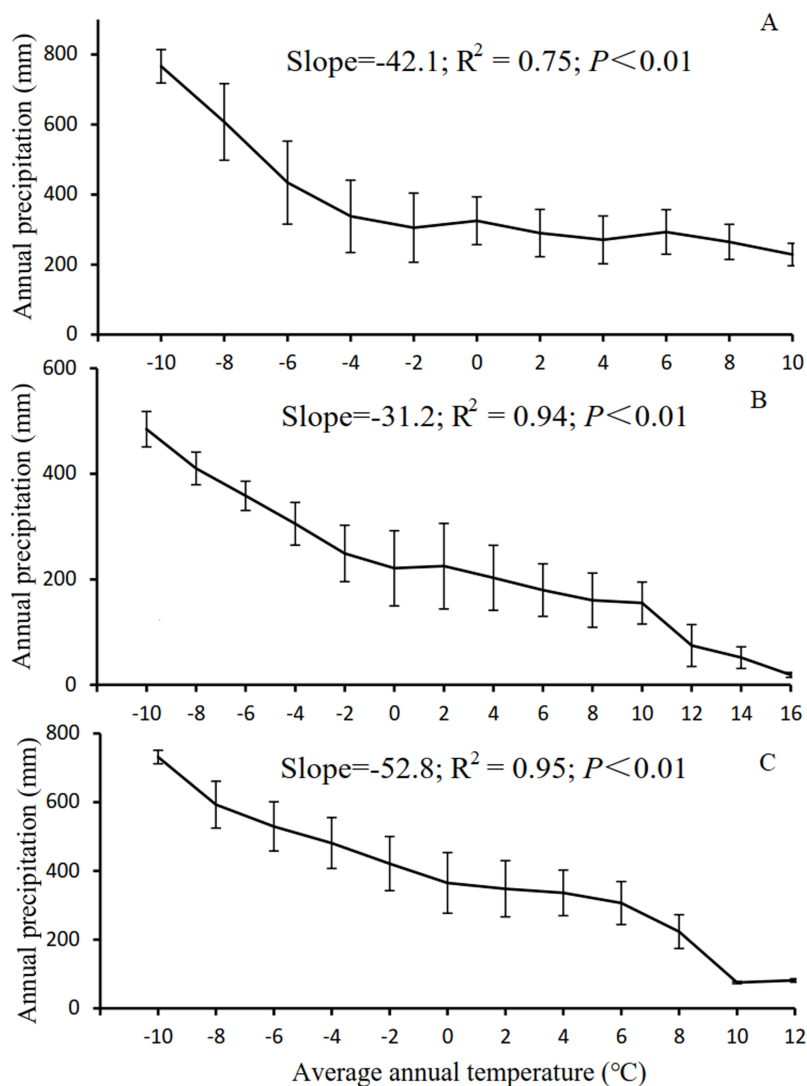 A
Slope=-42.1; R² = 0.75; P＜0.01
Annual precipitation (mm)
800
600
400
200
0
-10 -8 -6 -4 -2 0 2 4 6 8 10
B
Slope=-31.2; R² = 0.94; P＜0.01
Annual precipitation (mm)
600
400
200
0
-10 -8 -6 -4 -2 0 2 4 6 8 10 12 14 16
C
Slope=-52.8; R² = 0.95; P＜0.01
Annual precipitation (mm)
800
600
400
200
0
-10 -8 -6 -4 -2 0 2 4 6 8 10 12
Average annual temperature (℃)